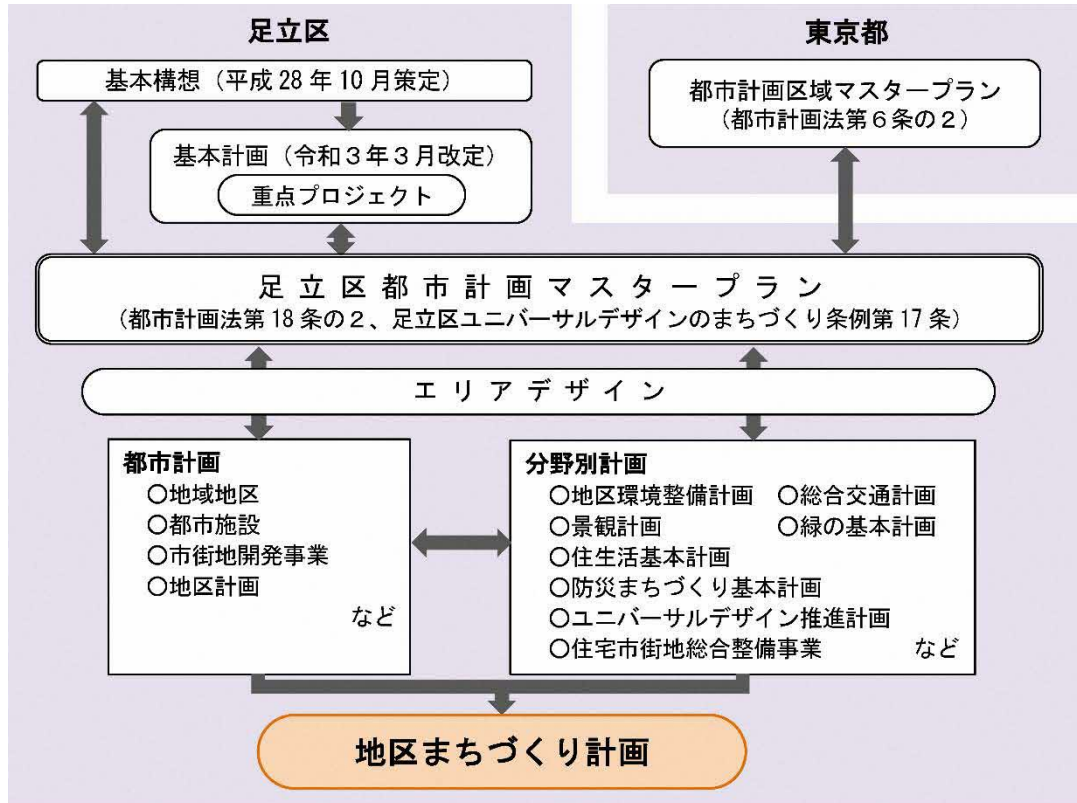 足立区
基本構想（平成28年10月策定）
基本計画（令和３年３月改定）
重点プロジェクト
東京都
都市計画区域マスタープラン
（都市計画法第６条の２）
足立区都市計画マスタープラン
（都市計画法第18条の２、足立区ユニバーサルデザインのまちづくり条例第17条）
エリアデザイン
都市計画
○地域地区
○都市施設
○市街地開発事業
○地区計画
など
分野別計画
○地区環境整備計画　○総合交通計画
○景観計画　○緑の基本計画
○住生活基本計画
○防災まちづくり基本計画
○ユニバーサルデザイン推進計画
○住宅市街地総合整備事業　など
地区まちづくり計画